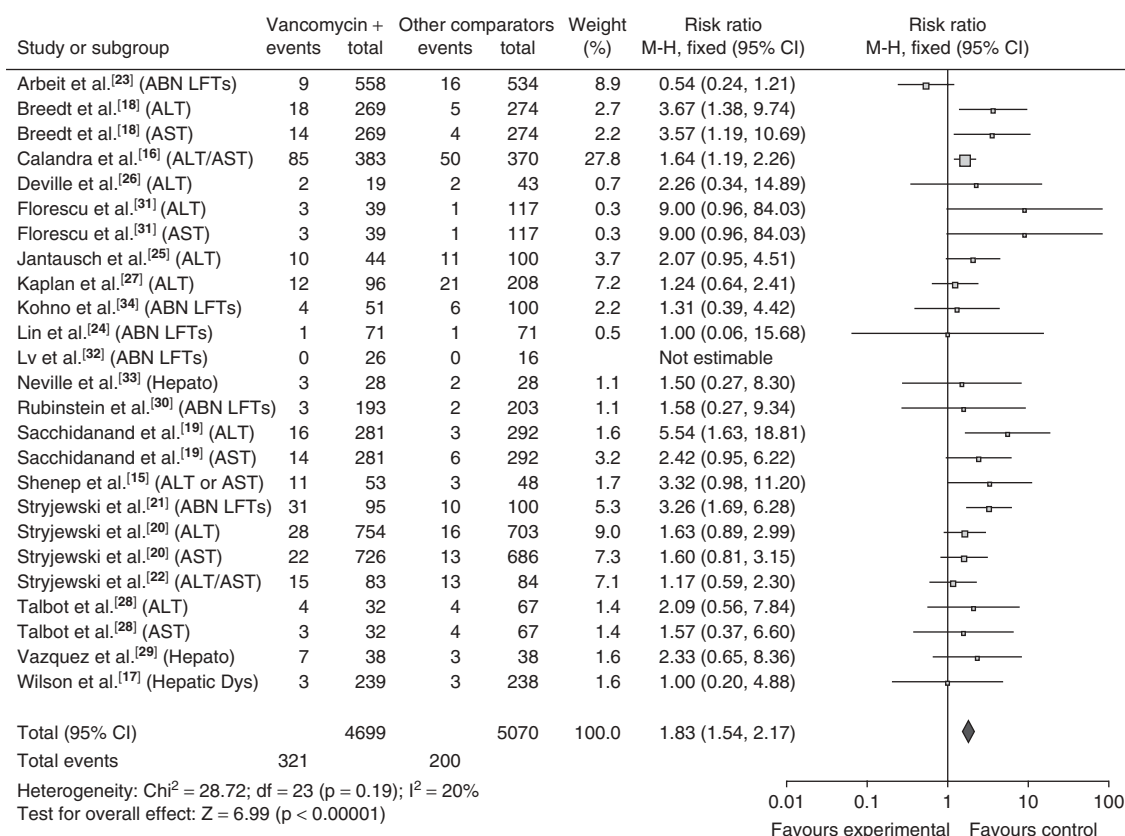 Vancomycin + Other comparators Weight Risk ratio Risk ratio
Study or subgroup events total events total (%) M-H, fixed (95% CI) M-H, fixed (95% CI)
Arbeit et al.[23] (ABN LFTs) 9 558 16 534 8.9 0.54 (0.24, 1.21)
Breedt et al.[18] (ALT) 18 269 5 274 2.7 3.67 (1.38, 9.74)
Breedt et al.[18] (AST) 14 269 4 274 2.2 3.57 (1.19, 10.69)
Calandra et al.[16] (ALT/AST) 85 383 50 370 27.8 1.64 (1.19, 2.26)
Deville et al.[26] (ALT) 2 19 2 43 0.7 2.26 (0.34, 14.89)
Florescu et al.[31] (ALT) 3 39 1 117 0.3 9.00 (0.96, 84.03)
Florescu et al.[31] (AST) 3 39 1 117 0.3 9.00 (0.96, 84.03)
Jantausch et al.[25] (ALT) 10 44 11 100 3.7 2.07 (0.95, 4.51)
Kaplan et al.[27] (ALT) 12 96 21 208 7.2 1.24 (0.64, 2.41)
Kohno et al.[34] (ABN LFTs) 4 51 6 100 2.2 1.31 (0.39, 4.42)
Lin et al.[24] (ABN LFTs) 1 71 1 71 0.5 1.00 (0.06, 15.68)
Lv et al.[32] (ABN LFTs) 0 26 0 16 Not estimable
Neville et al.[33] (Hepato) 3 28 2 28 1.1 1.50 (0.27, 8.30)
Rubinstein et al.[30] (ABN LFTs) 3 193 2 203 1.1 1.58 (0.27, 9.34)
Sacchidanand et al.[19] (ALT) 16 281 3 292 1.6 5.54 (1.63, 18.81)
Sacchidanand et al.[19] (AST) 14 281 6 292 3.2 2.42 (0.95, 6.22)
Shenep et al.[15] (ALT or AST) 11 53 3 48 1.7 3.32 (0.98, 11.20)
Stryjewski et al.[21] (ABN LFTs) 31 95 10 100 5.3 3.26 (1.69, 6.28)
Stryjewski et al.[20] (ALT) 28 754 16 703 9.0 1.63 (0.89, 2.99)
Stryjewski et al.[20] (AST) 22 726 13 686 7.3 1.60 (0.81, 3.15)
Stryjewski et al.[22] (ALT/AST) 15 83 13 84 7.1 1.17 (0.59, 2.30)
Talbot et al.[28] (ALT) 4 32 4 67 1.4 2.09 (0.56, 7.84)
Talbot et al.[28] (AST) 3 32 4 67 1.4 1.57 (0.37, 6.60)
Vazquez et al.[29] (Hepato) 7 38 3 38 1.6 2.33 (0.65, 8.36)
Wilson et al.[17] (Hepatic Dys) 3 239 3 238 1.6 1.00 (0.20, 4.88)
Total (95% CI) 4699 5070 100.0 1.83 (1.54, 2.17)
Total events 321 200
Heterogeneity: Chi² = 28.72; df = 23 (p = 0.19); I² = 20%
Test for overall effect: Z = 6.99 (p < 0.00001)
0.01 0.1 1 10 100
Favours experimental Favours control